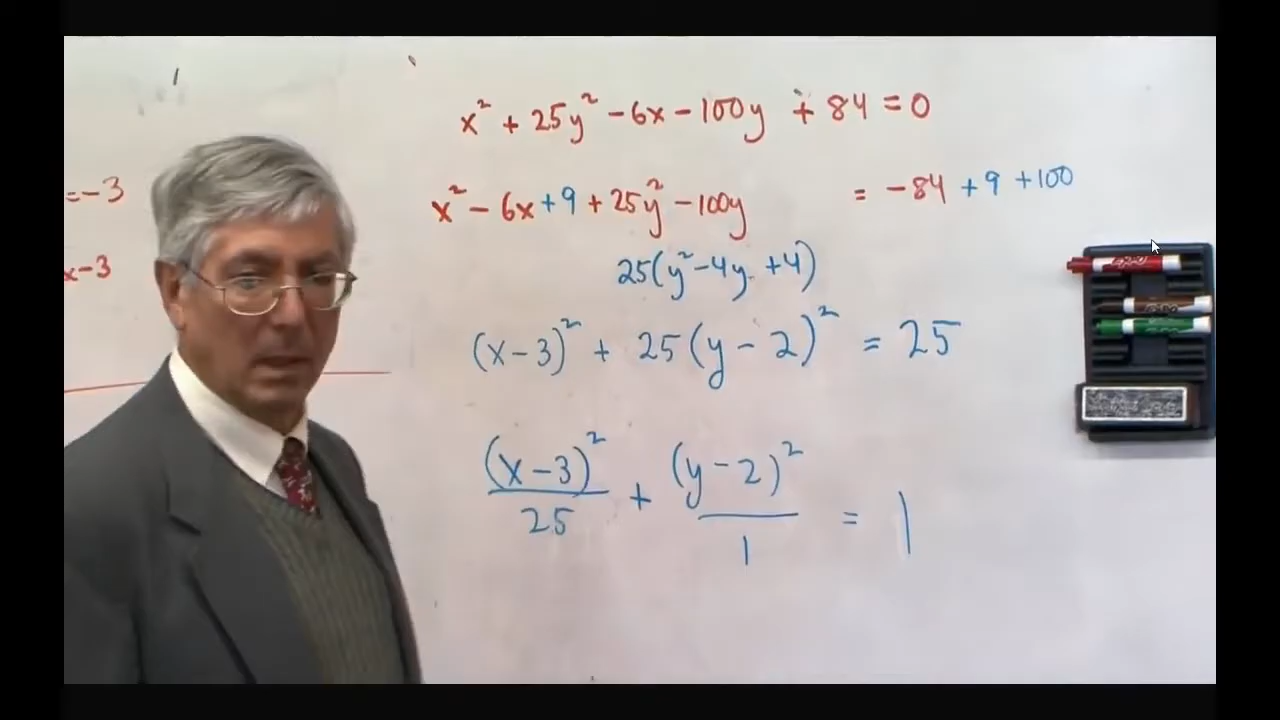 x² + 25y² - 6x - 100y + 84 = 0
= -3
x² - 6x + 9 + 25y² - 100y = -84 + 9 + 100
x-3
25(y² - 4y + 4)
(x - 3)² + 25(y - 2)² = 25
(x - 3)²/25 + (y - 2)²/1 = 1
EXPO